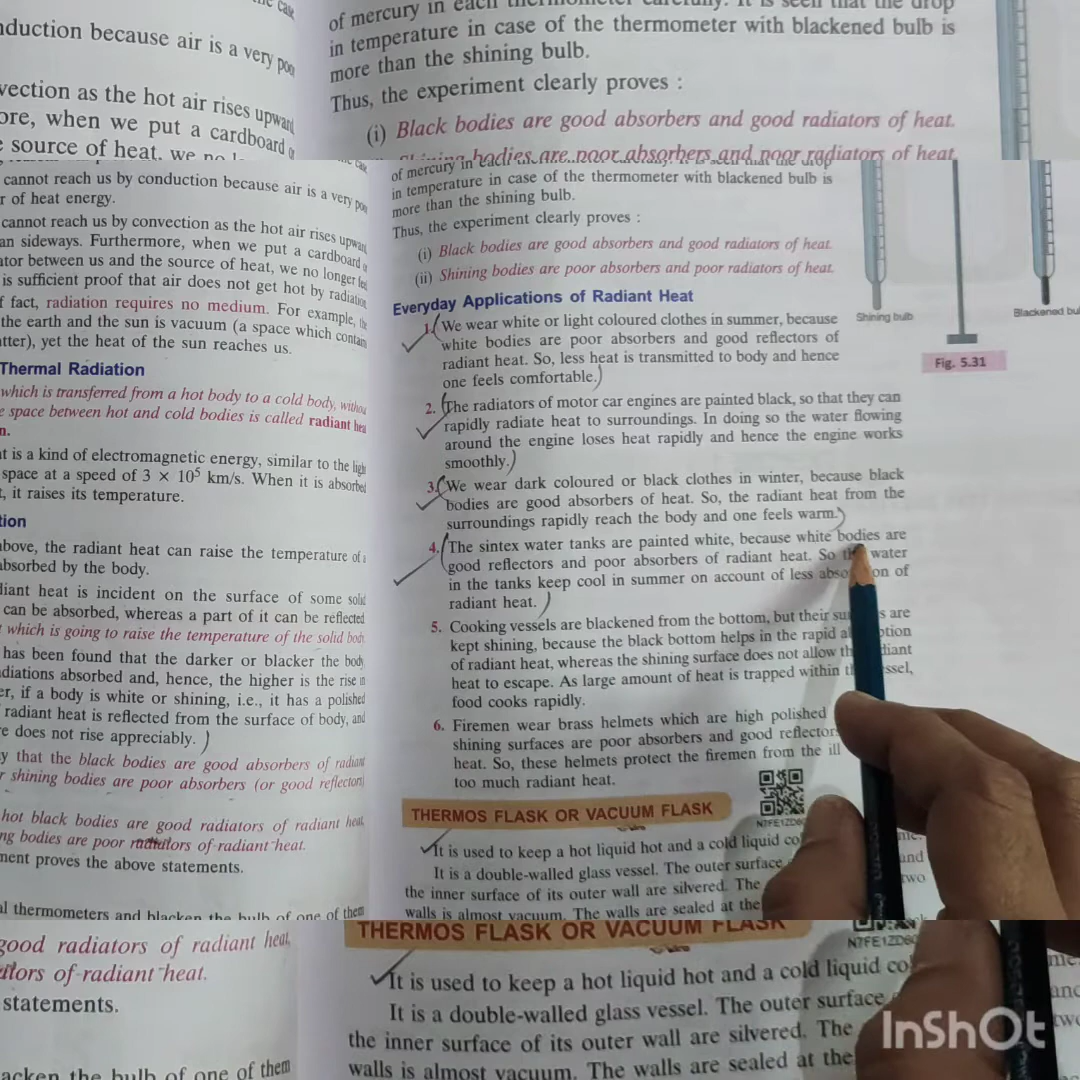 the case
nduction because air is a very poo
vection as the hot air rises upward
ore, when we put a cardboard
source of heat, we no
of mercury in each thermometer carefully. It is seen that the drop
in temperature in case of the thermometer with blackened bulb is
more than the shining bulb.
Thus, the experiment clearly proves :
(i) Black bodies are good absorbers and good radiators of heat.
Shining bodies are poor absorbers and poor radiators of heat.
cannot reach us by conduction because air is a very poo
r of heat energy.
cannot reach us by convection as the hot air rises upward
an sideways. Furthermore, when we put a cardboard
ator between us and the source of heat, we no longer fee
is sufficient proof that air does not get hot by radiation
f fact, radiation requires no medium. For example, the
the earth and the sun is vacuum (a space which contain
atter), yet the heat of the sun reaches us.
Thermal Radiation
which is transferred from a hot body to a cold body, withou
e space between hot and cold bodies is called radiant hea
n.
at is a kind of electromagnetic energy, similar to the light
space at a speed of 3 × 10⁵ km/s. When it is absorbed
t, it raises its temperature.
tion
above, the radiant heat can raise the temperature of a
absorbed by the body.
diant heat is incident on the surface of some solid
can be absorbed, whereas a part of it can be reflected
which is going to raise the temperature of the solid body.
has been found that the darker or blacker the body
diations absorbed and, hence, the higher is the rise in
er, if a body is white or shining, i.e., it has a polished
radiant heat is reflected from the surface of body, and
e does not rise appreciably.
y that the black bodies are good absorbers of radiant
r shining bodies are poor absorbers (or good reflectors)
hot black bodies are good radiators of radiant heat,
ng bodies are poor radiators of radiant heat.
ment proves the above statements.
al thermometers and blacken the bulb of one of them
of mercury in
in temperature in case of the thermometer with blackened bulb is
more than the shining bulb.
Thus, the experiment clearly proves :
(i) Black bodies are good absorbers and good radiators of heat.
(ii) Shining bodies are poor absorbers and poor radiators of heat.
Everyday Applications of Radiant Heat
1. We wear white or light coloured clothes in summer, because
white bodies are poor absorbers and good reflectors of
radiant heat. So, less heat is transmitted to body and hence
one feels comfortable.
2. The radiators of motor car engines are painted black, so that they can
rapidly radiate heat to surroundings. In doing so the water flowing
around the engine loses heat rapidly and hence the engine works
smoothly.
3. We wear dark coloured or black clothes in winter, because black
bodies are good absorbers of heat. So, the radiant heat from the
surroundings rapidly reach the body and one feels warm.
4. The sintex water tanks are painted white, because white bodies are
good reflectors and poor absorbers of radiant heat. So the water
in the tanks keep cool in summer on account of less abso on of
radiant heat.
5. Cooking vessels are blackened from the bottom, but their su s are
kept shining, because the black bottom helps in the rapid a ption
of radiant heat, whereas the shining surface does not allow th diant
heat to escape. As large amount of heat is trapped within t ssel,
food cooks rapidly.
6. Firemen wear brass helmets which are high polished
shining surfaces are poor absorbers and good reflector
heat. So, these helmets protect the firemen from the ill
too much radiant heat.
Shining bulb
Blackened bul
Fig. 5.31
THERMOS FLASK OR VACUUM FLASK
It is used to keep a hot liquid hot and a cold liquid co
It is a double-walled glass vessel. The outer surface
the inner surface of its outer wall are silvered. The
walls is almost vacuum. The walls are sealed at the
me.
and
two
good radiators of radiant heat,
of radiant heat.
statements.
acken the bulb of one of them
THERMOS FLASK OR VACUUM FLASK
N7FE1ZD6
It is used to keep a hot liquid hot and a cold liquid co
It is a double-walled glass vessel. The outer surface
the inner surface of its outer wall are silvered. The
walls is almost vacuum. The walls are sealed at the
InShOt